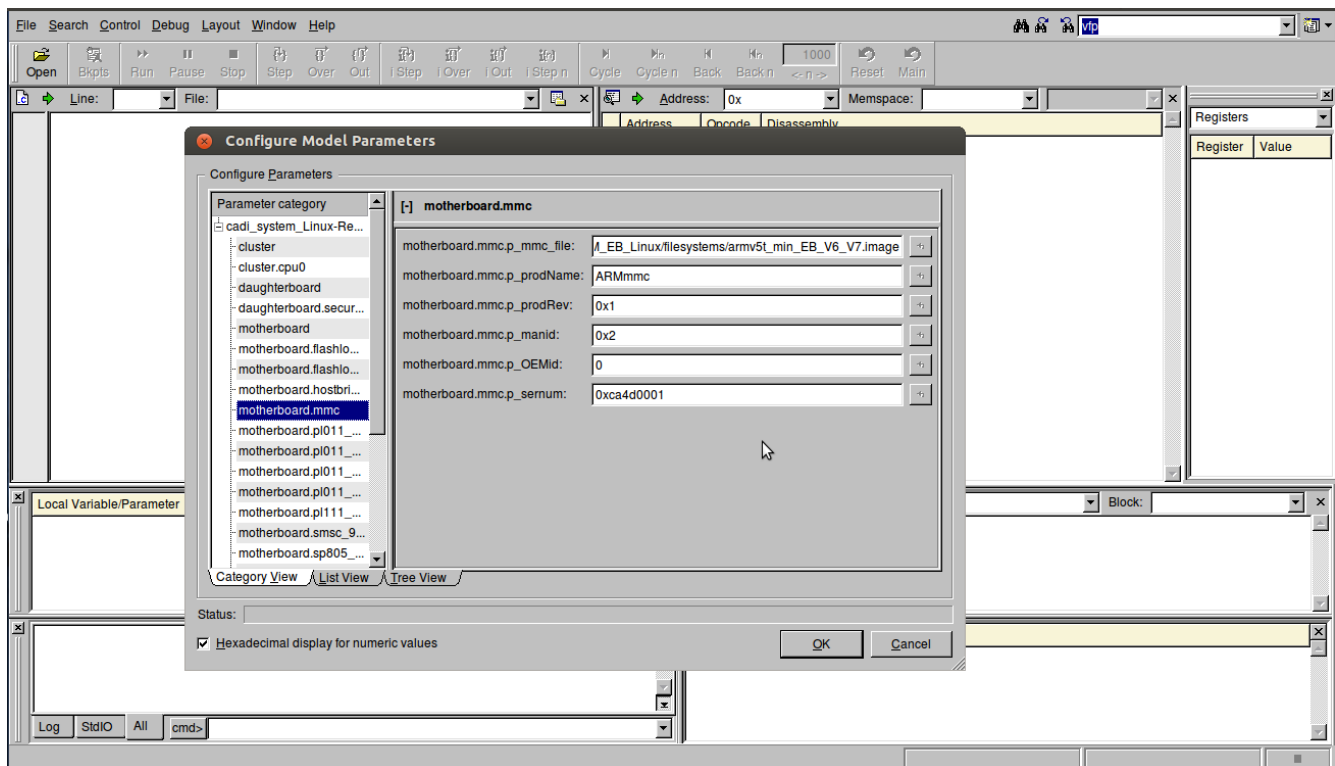 File Search Control Debug Layout Window Help
vfp
Open Bkpts Run Pause Stop Step Over Out i Step i Over i Out i Step n Cycle Cycle n Back Back n 1000 <- n -> Reset Main
Line: File:
Address: 0x Memspace:
Address Opcode Disassembly
Registers
Register Value
Configure Model Parameters
Configure Parameters
Parameter category
cadi_system_Linux-Re...
cluster
cluster.cpu0
daughterboard
daughterboard.secur...
motherboard
motherboard.flashlo...
motherboard.flashlo...
motherboard.hostbri...
motherboard.mmc
motherboard.pl011_...
motherboard.pl011_...
motherboard.pl011_...
motherboard.pl011_...
motherboard.pl111_...
motherboard.smsc_9...
motherboard.sp805_...
[-] motherboard.mmc
motherboard.mmc.p_mmc_file: _EB_Linux/filesystems/armv5t_min_EB_V6_V7.image
motherboard.mmc.p_prodName: ARMmmc
motherboard.mmc.p_prodRev: 0x1
motherboard.mmc.p_manid: 0x2
motherboard.mmc.p_OEMid: 0
motherboard.mmc.p_sernum: 0xca4d0001
Category View List View Tree View
Status:
Hexadecimal display for numeric values
OK Cancel
Local Variable/Parameter
Block:
Log StdIO All cmd>